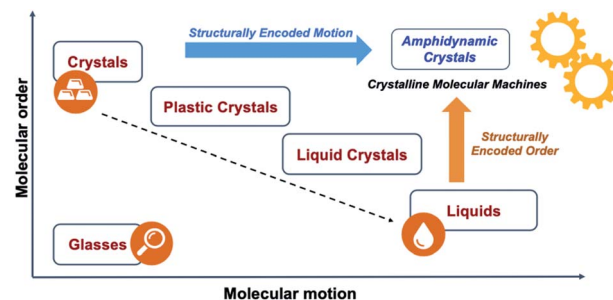 Structurally Encoded Motion
Amphidynamic
Crystals
Crystals
Crystalline Molecular Machines
Plastic Crystals
Structurally
Encoded Order
Liquid Crystals
Liquids
Glasses
Molecular order
Molecular motion